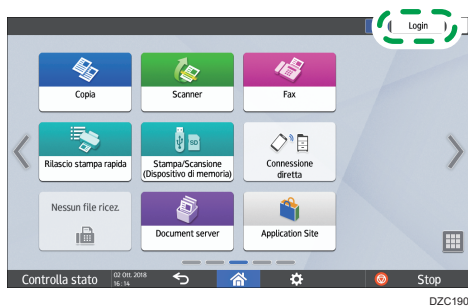 Login
Copia
Scanner
Fax
Rilascio stampa rapida
Stampa/Scansione
(Dispositivo di memoria)
SD
Connessione
diretta
Nessun file ricez.
Document server
Application Site
Controlla stato
02 Ott. 2018
16:14
Stop
DZC190